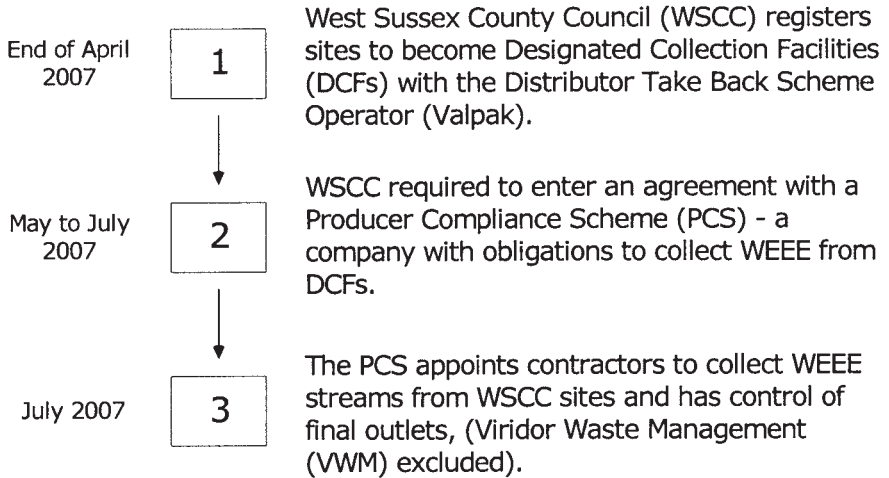 End of April
2007
1
West Sussex County Council (WSCC) registers
sites to become Designated Collection Facilities
(DCFs) with the Distributor Take Back Scheme
Operator (Valpak).
May to July
2007
2
WSCC required to enter an agreement with a
Producer Compliance Scheme (PCS) - a
company with obligations to collect WEEE from
DCFs.
July 2007
3
The PCS appoints contractors to collect WEEE
streams from WSCC sites and has control of
final outlets, (Viridor Waste Management
(VWM) excluded).